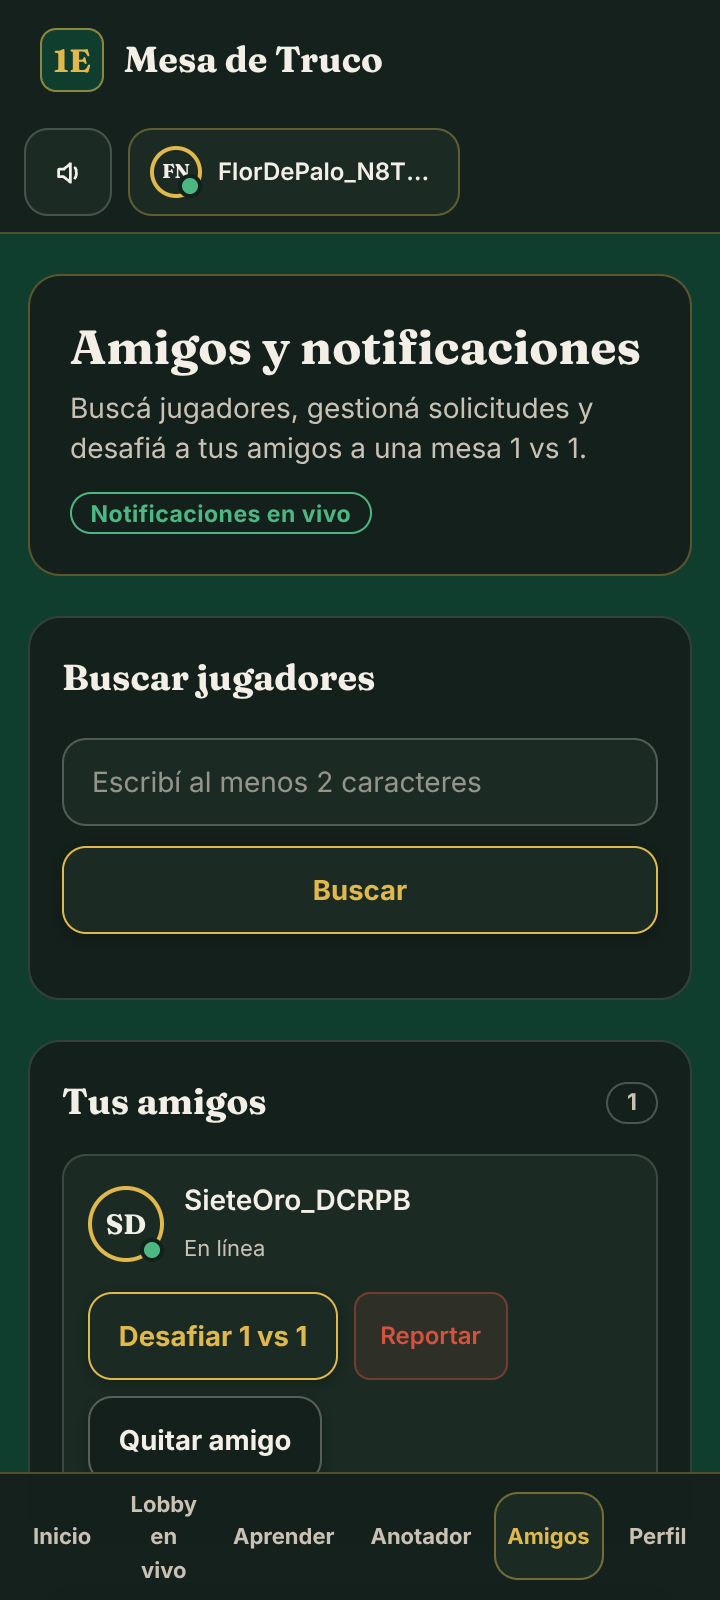 1E
Mesa de Truco
FN
FlorDePalo_N8T...
Amigos y notificaciones
Buscá jugadores, gestioná solicitudes y
desafiá a tus amigos a una mesa 1 vs 1.
Notificaciones en vivo
Buscar jugadores
Escribí al menos 2 caracteres
Buscar
Tus amigos
1
SD
SieteOro_DCRPB
En línea
Desafiar 1 vs 1
Reportar
Quitar amigo
Inicio
Lobby
en
vivo
Aprender
Anotador
Amigos
Perfil